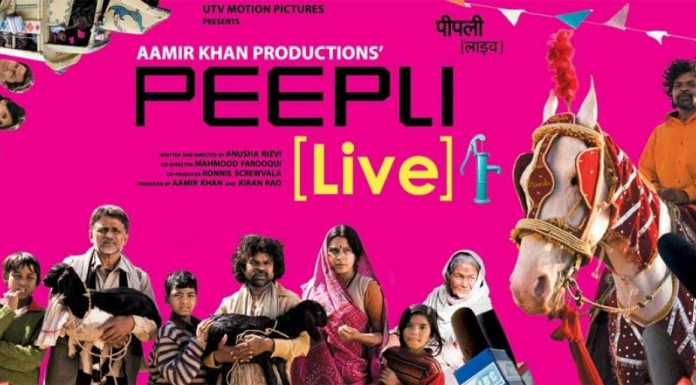 UTV MOTION PICTURES
PRESENTS
AAMIR KHAN PRODUCTIONS'
PEEPLI
[Live]
पीपली
[लाइव]
WRITTEN AND DIRECTED BY ANUSHA RIZVI
CO-DIRECTOR MAHMOOD FAROOQUI
CO-PRODUCER RONNIE SCREWVALA
PRODUCED BY AAMIR KHAN AND KIRAN RAO